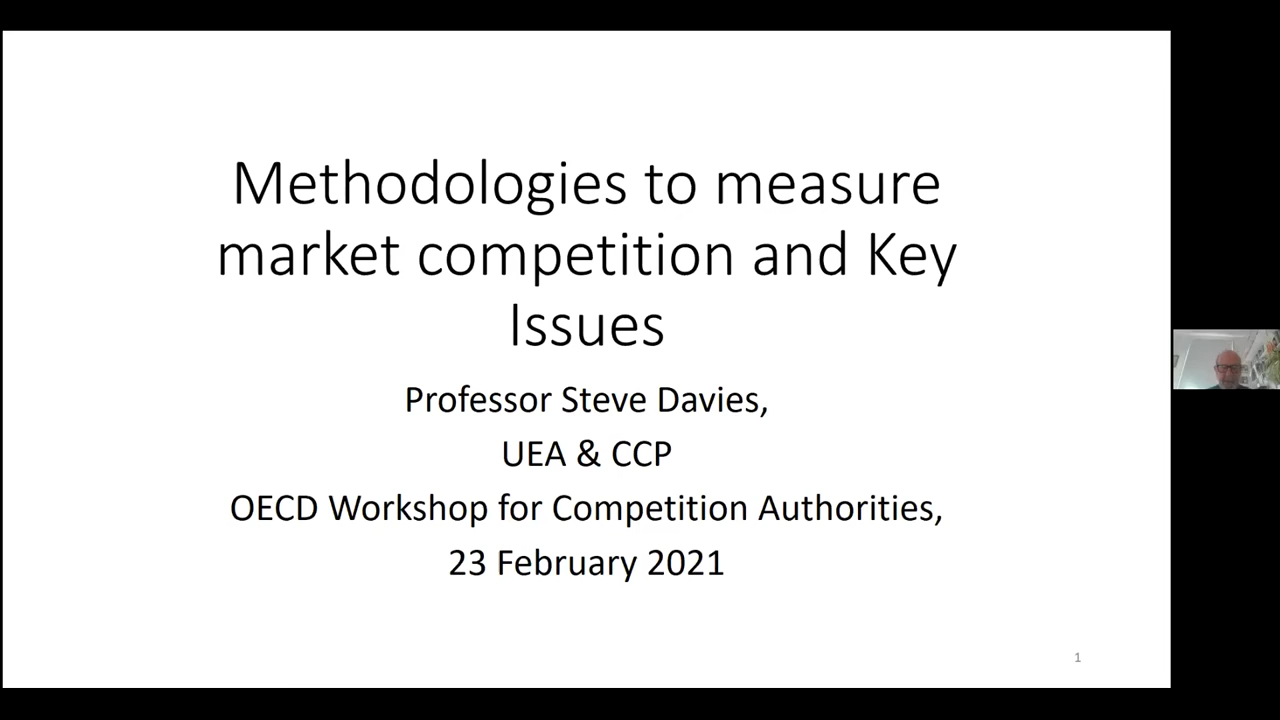 Methodologies to measure
market competition and Key
Issues
Professor Steve Davies,
UEA & CCP
OECD Workshop for Competition Authorities,
23 February 2021
1